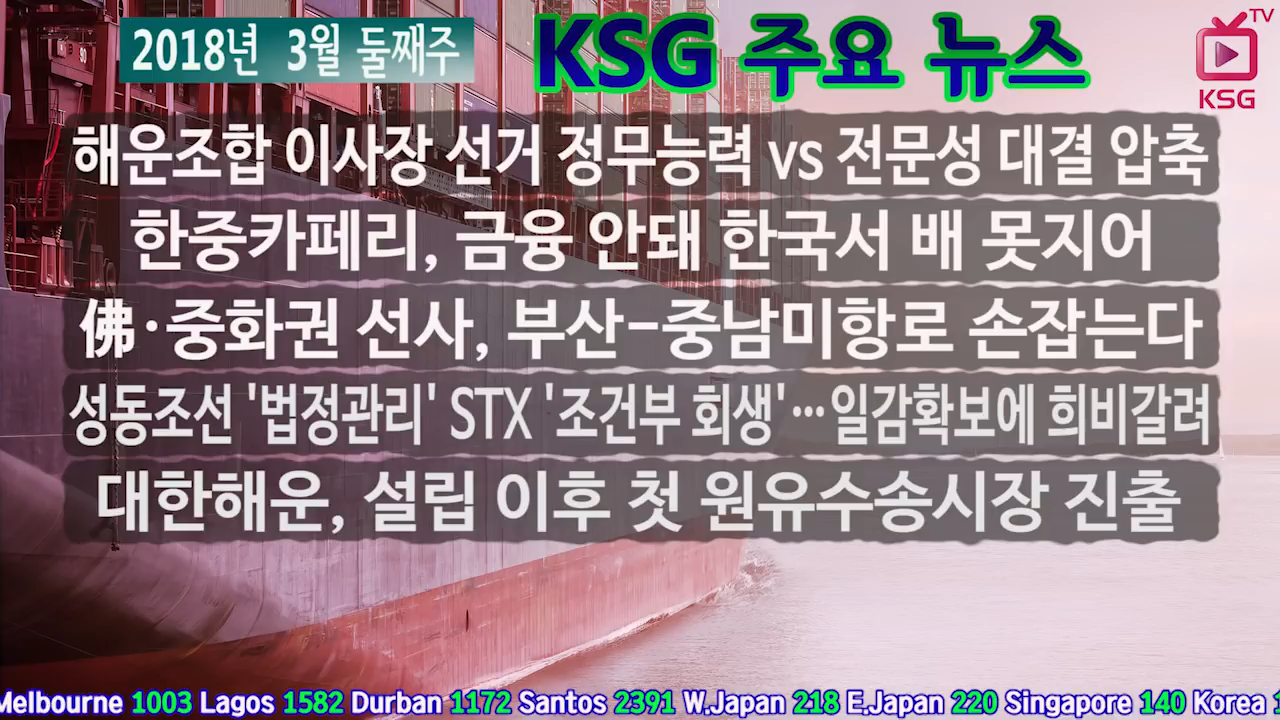 2018년 3월 둘째주
KSG 주요 뉴스
TV
KSG
해운조합 이사장 선거 정무능력 vs 전문성 대결 압축
한중카페리, 금융 안돼 한국서 배 못지어
佛·중화권 선사, 부산-중남미항로 손잡는다
성동조선 '법정관리' STX '조건부 회생'…일감확보에 희비갈려
대한해운, 설립 이후 첫 원유수송시장 진출
Melbourne 1003 Lagos 1582 Durban 1172 Santos 2391 W.Japan 218 E.Japan 220 Singapore 140 Korea